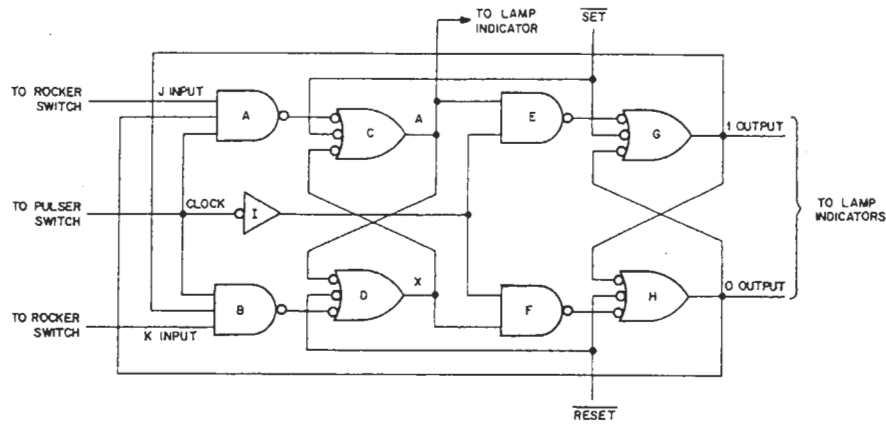 TO LAMP
INDICATOR
SET
TO ROCKER
SWITCH
J INPUT
A
C
A
E
G
1 OUTPUT
TO PULSER
SWITCH
CLOCK
I
TO LAMP
INDICATORS
B
D
X
F
H
0 OUTPUT
TO ROCKER
SWITCH
K INPUT
RESET